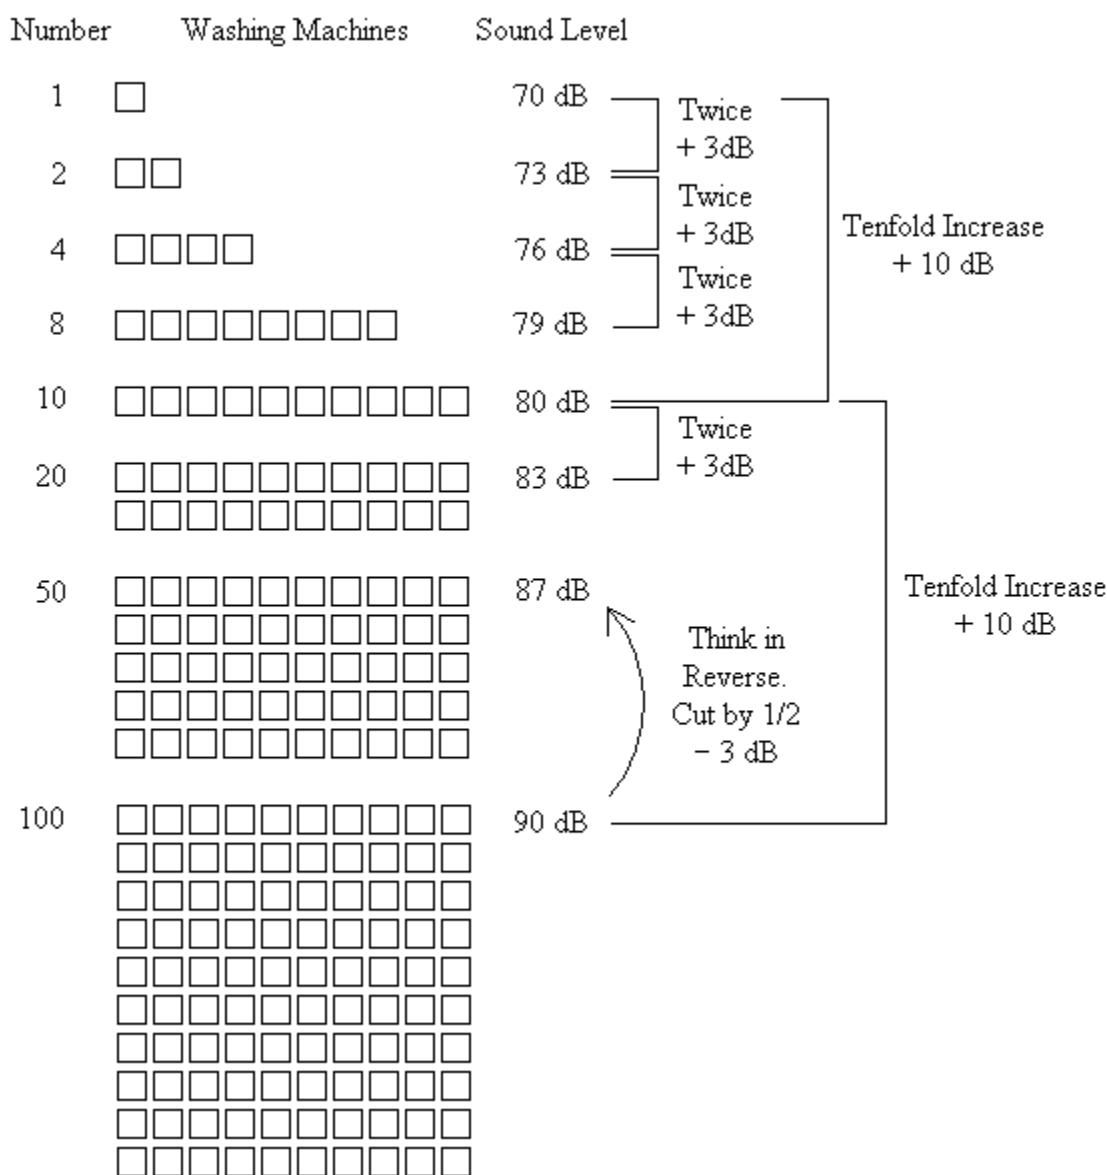 Number Washing Machines Sound Level
1 70 dB
Twice
+ 3dB
2 73 dB
Twice
+ 3dB
Tenfold Increase
+ 10 dB
4 76 dB
Twice
+ 3dB
8 79 dB
10 80 dB
Twice
+ 3dB
20 83 dB
50 87 dB
Tenfold Increase
+ 10 dB
Think in
Reverse.
Cut by 1/2
− 3 dB
100 90 dB